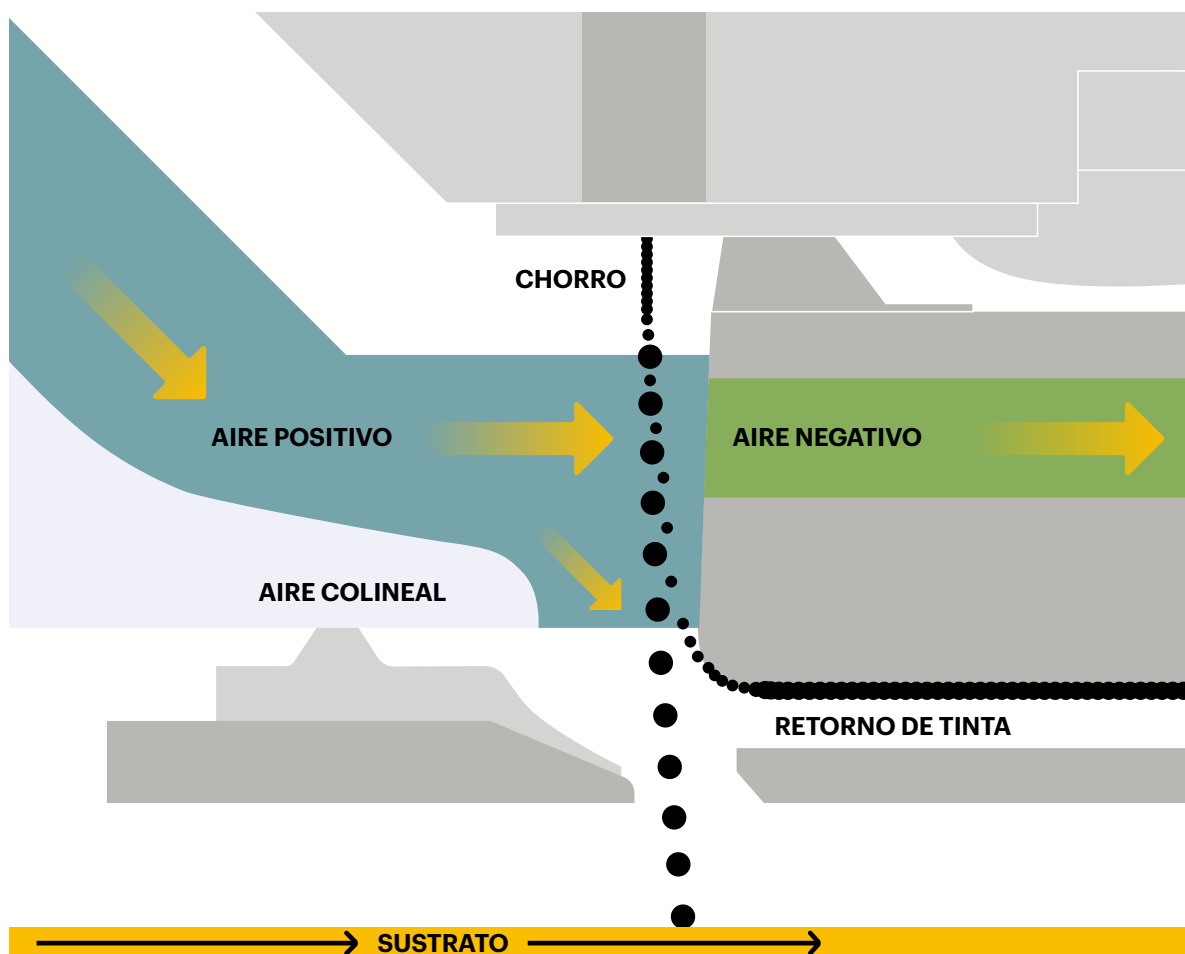 CHORRO
AIRE POSITIVO
AIRE NEGATIVO
AIRE COLINEAL
RETORNO DE TINTA
SUSTRATO